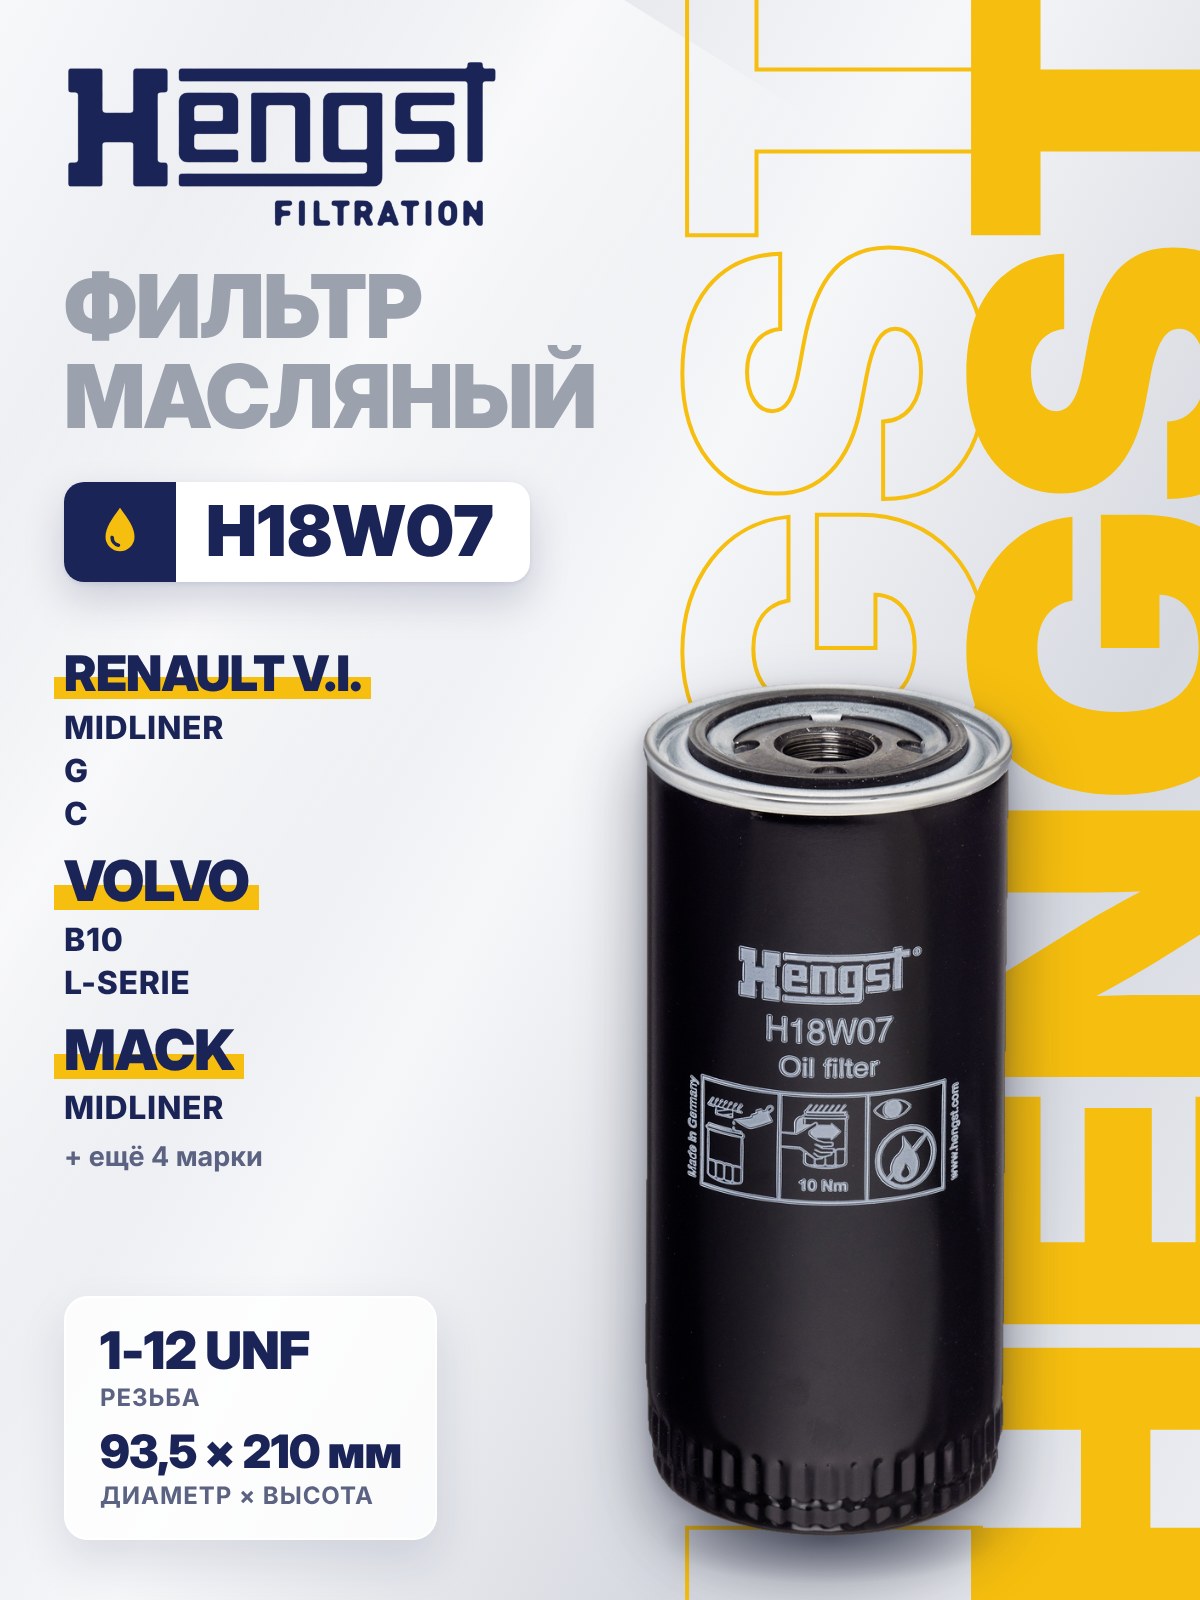 Hengst
FILTRATION
ФИЛЬТР
МАСЛЯНЫЙ
H18W07
RENAULT V.I.
MIDLINER
G
C
VOLVO
B10
L-SERIE
MACK
MIDLINER
+ ещё 4 марки
1-12 UNF
РЕЗЬБА
93,5 × 210 мм
ДИАМЕТР × ВЫСОТА
Hengst®
H18W07
Oil filter
Made in Germany
10 Nm
www.hengst.com
HENGST
GST